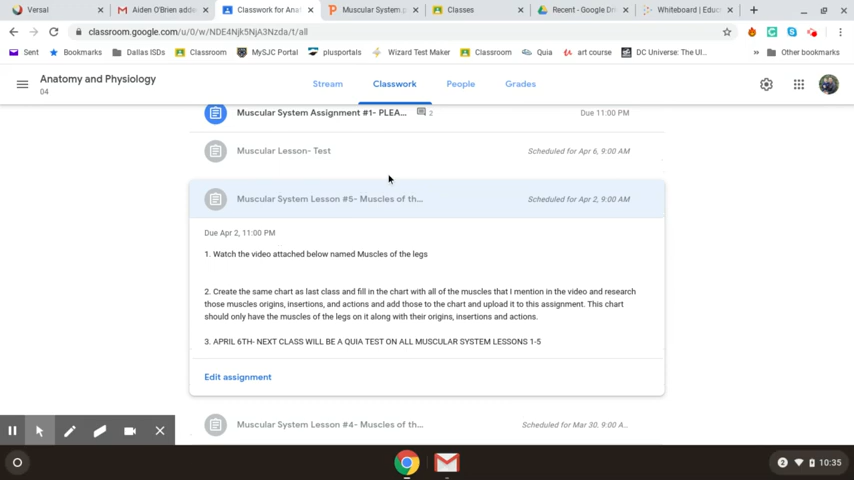 Versal
Aiden O'Brien adde
Classwork for Anat
Muscular System p
Classes
Recent - Google Dri
Whiteboard | Educ
classroom.google.com/u/0/w/NDE4Njk5NjA3Nzda/t/all
Sent
Bookmarks
Dallas ISDs
Classroom
MySJC Portal
plusportals
Wizard Test Maker
Classroom
Quia
art course
DC Universe: The Ul...
Other bookmarks
Anatomy and Physiology
04
Stream
Classwork
People
Grades
Muscular System Assignment #1- PLEA...
2
Due 11:00 PM
Muscular Lesson- Test
Scheduled for Apr 6, 9:00 AM
Muscular System Lesson #5- Muscles of th...
Scheduled for Apr 2, 9:00 AM
Due Apr 2, 11:00 PM
1. Watch the video attached below named Muscles of the legs
2. Create the same chart as last class and fill in the chart with all of the muscles that I mention in the video and research
those muscles origins, insertions, and actions and add those to the chart and upload it to this assignment. This chart
should only have the muscles of the legs on it along with their origins, insertions and actions.
3. APRIL 6TH- NEXT CLASS WILL BE A QUIA TEST ON ALL MUSCULAR SYSTEM LESSONS 1-5
Edit assignment
Muscular System Lesson #4- Muscles of th...
Scheduled for Mar 30, 9:00 A...
2
10:35